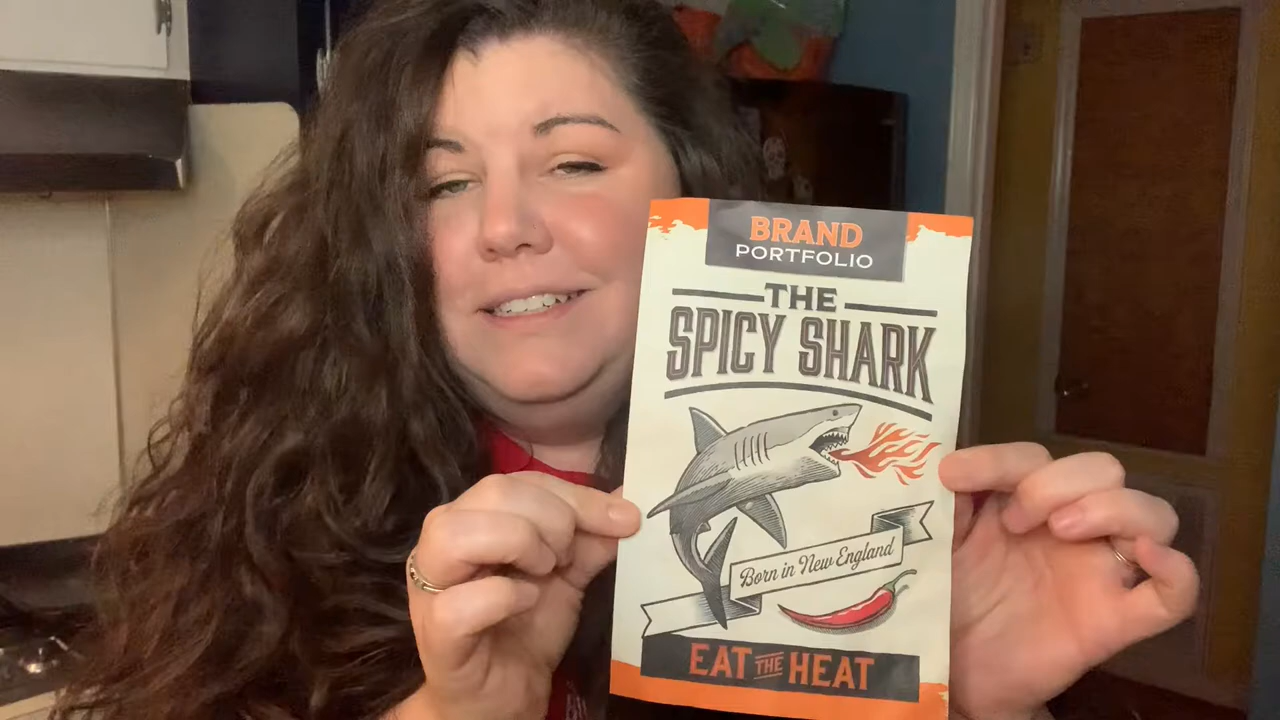 BRAND
PORTFOLIO
THE
SPICY SHARK
Born in New England
EAT THE HEAT